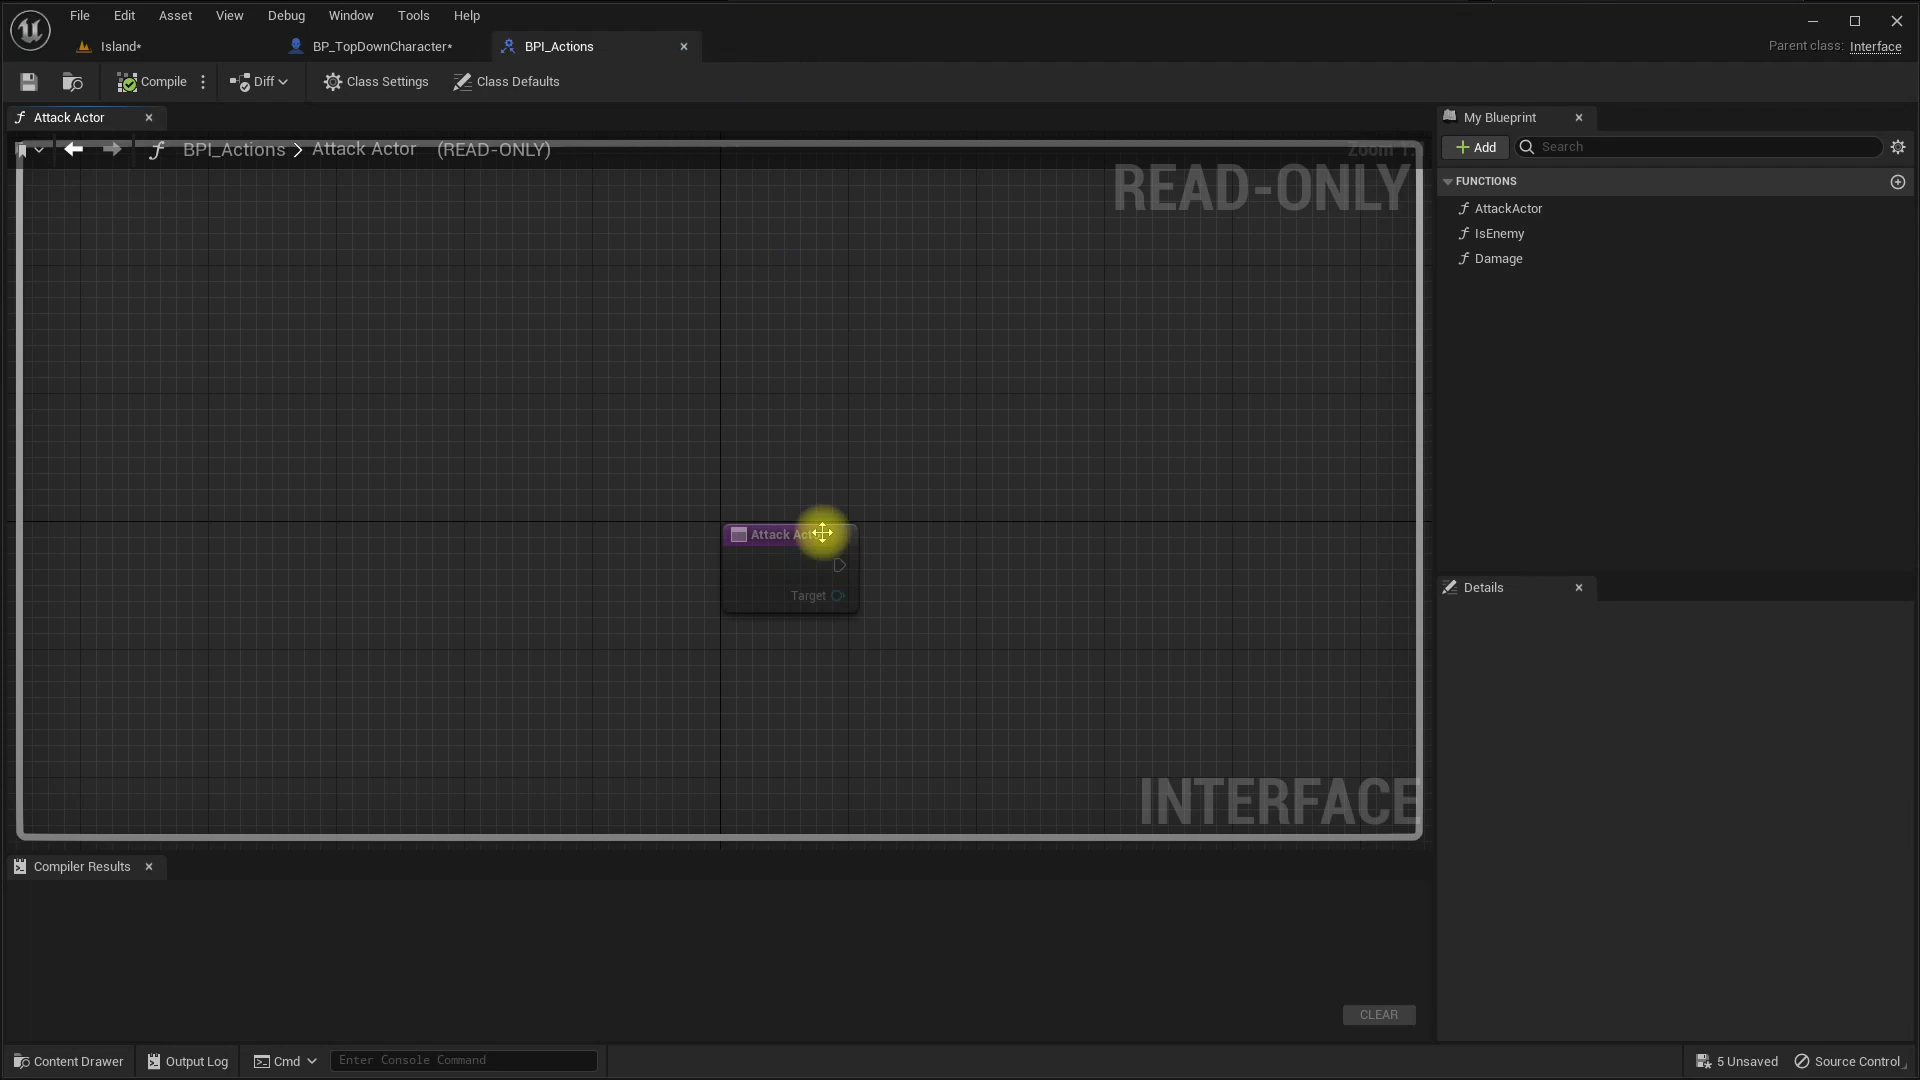 File Edit Asset View Debug Window Tools Help
Island* BP_TopDownCharacter* BPI_Actions Parent class: Interface
Compile Diff Class Settings Class Defaults
Attack Actor
BPI_Actions > Attack Actor (READ-ONLY)
Zoom 1:1
READ-ONLY
Attack
Target
INTERFACE
My Blueprint
Add Search
FUNCTIONS
AttackActor
IsEnemy
Damage
Details
Compiler Results
CLEAR
Content Drawer Output Log Cmd Enter Console Command 5 Unsaved Source Control